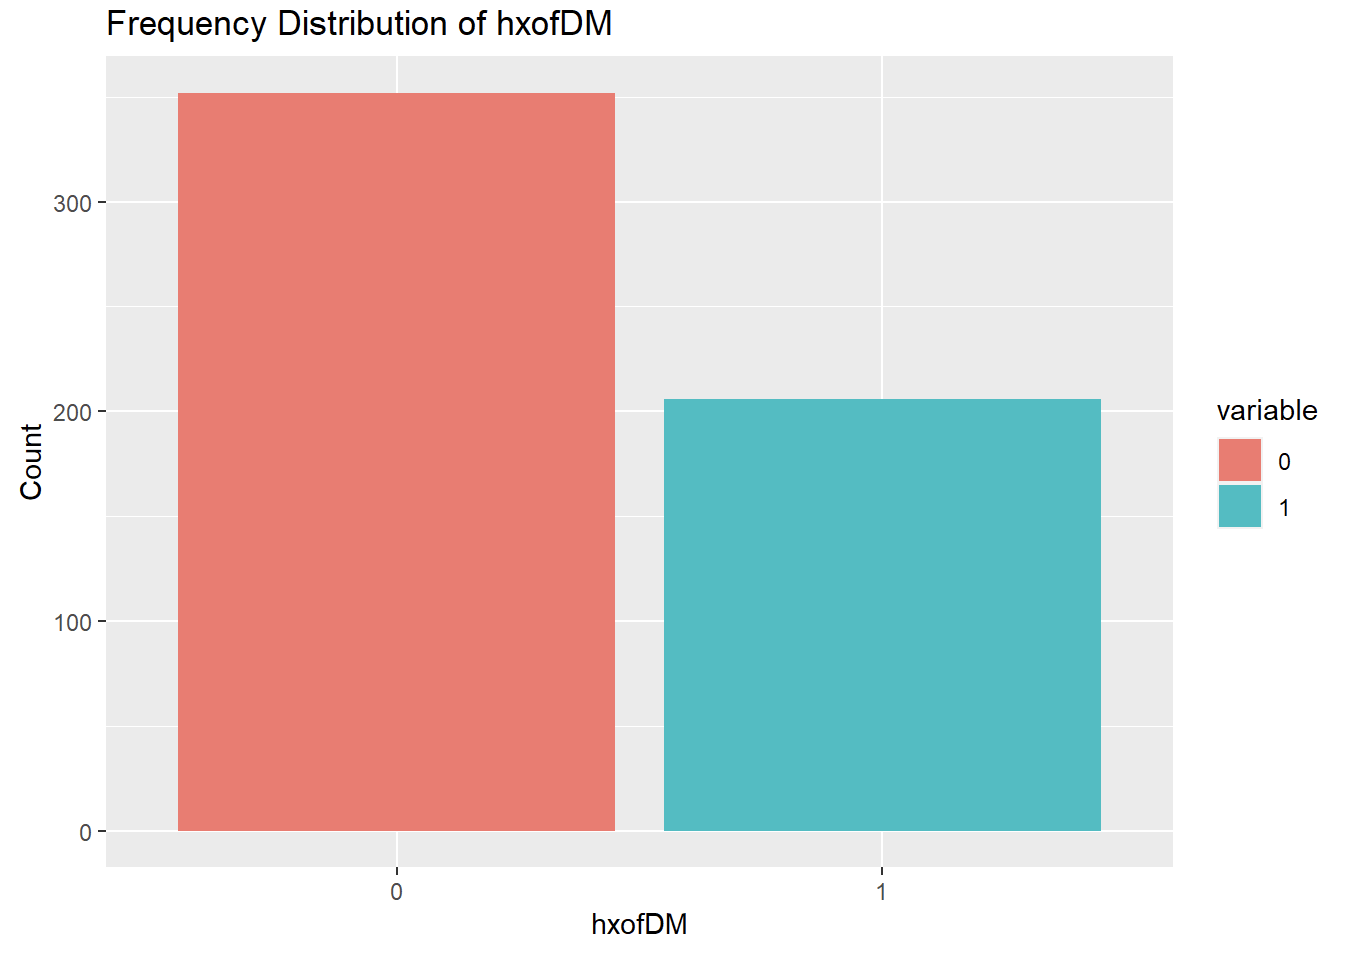 Frequency Distribution of hxofDM
300
200
100
0
Count
0
1
hxofDM
variable
0
1